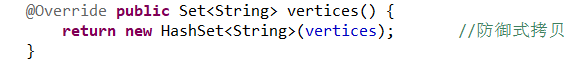 @Override public Set<String> vertices() {
    return new HashSet<String>(vertices);        //防御式拷贝
}